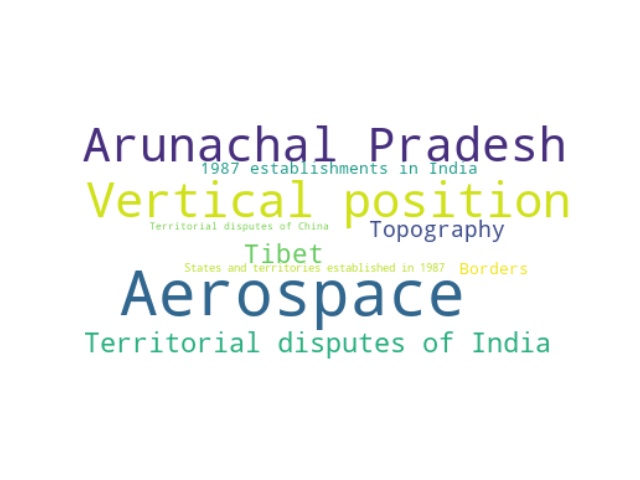 Arunachal Pradesh
1987 establishments in India
Vertical position
Territorial disputes of China
Topography
Tibet
States and territories established in 1987
Borders
Aerospace
Territorial disputes of India